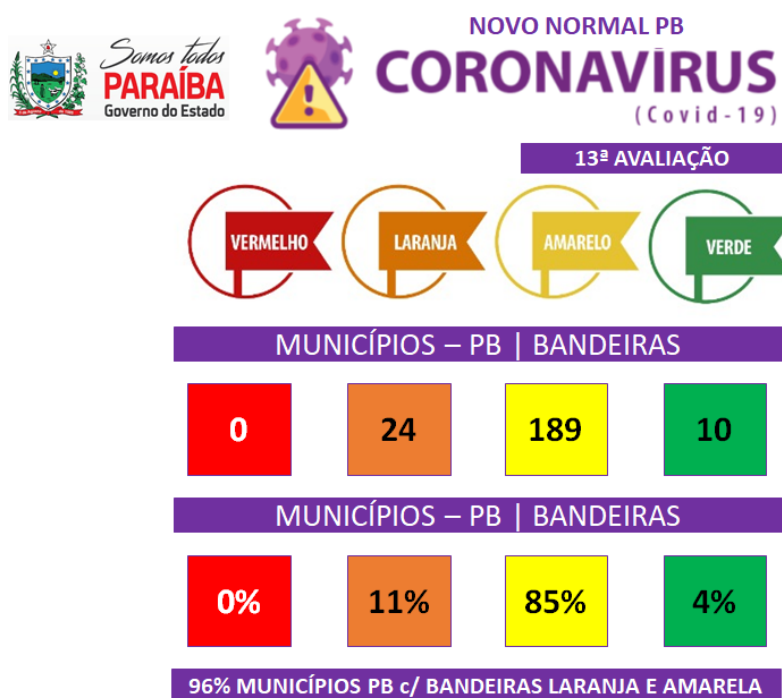 Somos todos
PARAÍBA
Governo do Estado
NOVO NORMAL PB
CORONAVÍRUS
(Covid-19)
13ª AVALIAÇÃO
VERMELHO
LARANJA
AMARELO
VERDE
MUNICÍPIOS – PB | BANDEIRAS
0
24
189
10
MUNICÍPIOS – PB | BANDEIRAS
0%
11%
85%
4%
96% MUNICÍPIOS PB c/ BANDEIRAS LARANJA E AMARELA